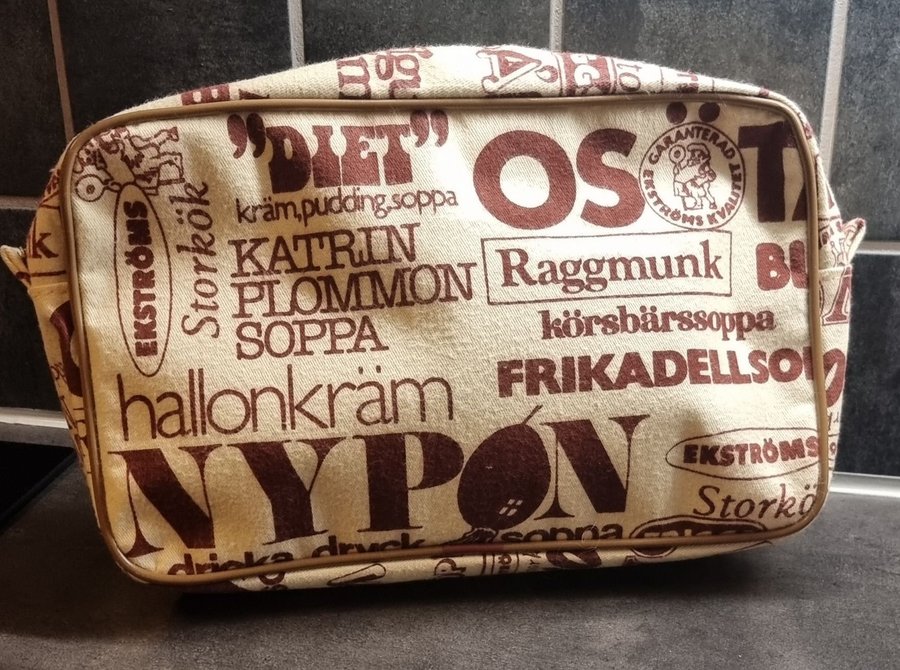 "DIET"
kräm,pudding,soppa
KATRIN
PLOMMON
SOPPA
EKSTRÖMS
Storkök
OSÖTA
GARANTERAD EKSTRÖMS KVALITET
Raggmunk
körsbärssoppa
FRIKADELLSO
hallonkräm
NYPON
EKSTRÖMS
Storkö
dricka dryck soppa